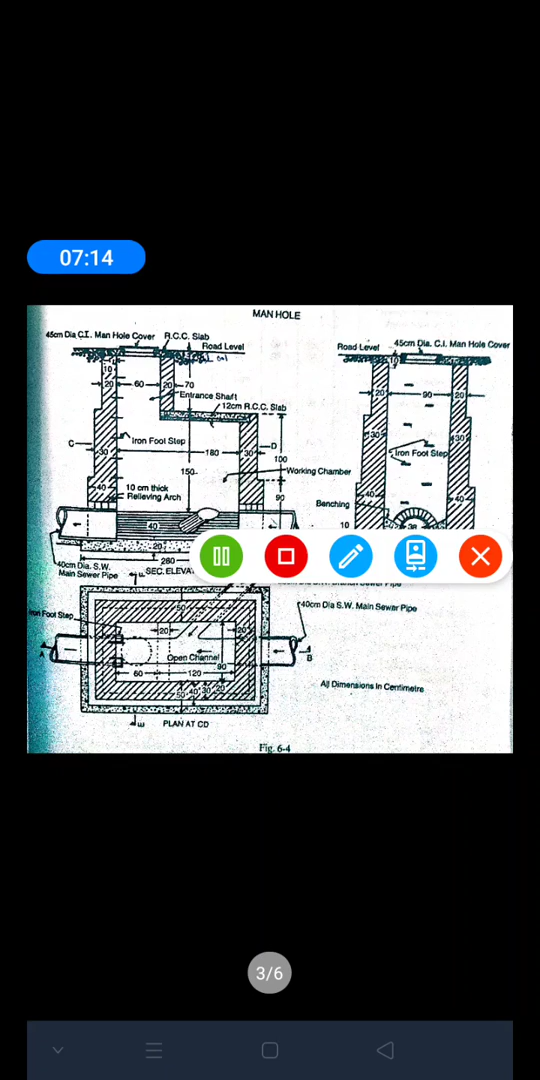 07:14
MAN HOLE
45cm Dia C.I. Man Hole Cover
R.C.C. Slab
Road Level
Road Level
45cm Dia. C.I. Man Hole Cover
10
10
20
60
20
70
20
90
20
Entrance Shaft
12cm R.C.C. Slab
C
Iron Foot Step
D
30
180
30
100
30
30
Iron Foot Step
150
Working Chamber
40
10 cm thick
Relieving Arch
90
40
40
Benching
40
10
20
280
40cm Dia. S.W.
Main Sewer Pipe
SEC. ELEVA
Iron Foot Step
50
40cm Dia S.W. Main Sewer Pipe
20
20
A
Open Channel
B
60
120
90
50
40
30
20
All Dimensions In Centimetre
PLAN AT CD
Fig. 6-4
3/6